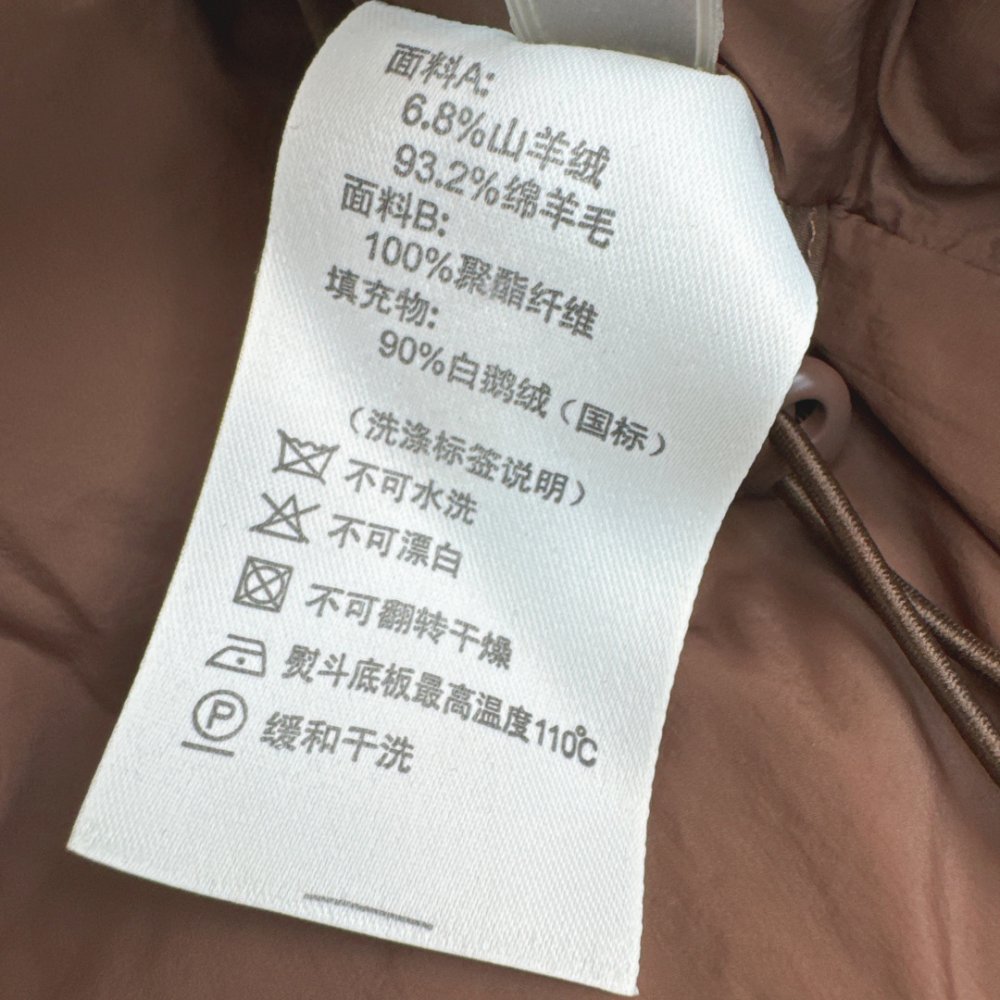 面料A:
6.8%山羊绒
93.2%绵羊毛
面料B:
100%聚酯纤维
填充物:
90%白鹅绒（国标）
（洗涤标签说明）
不可水洗
不可漂白
不可翻转干燥
熨斗底板最高温度110℃
P 缓和干洗